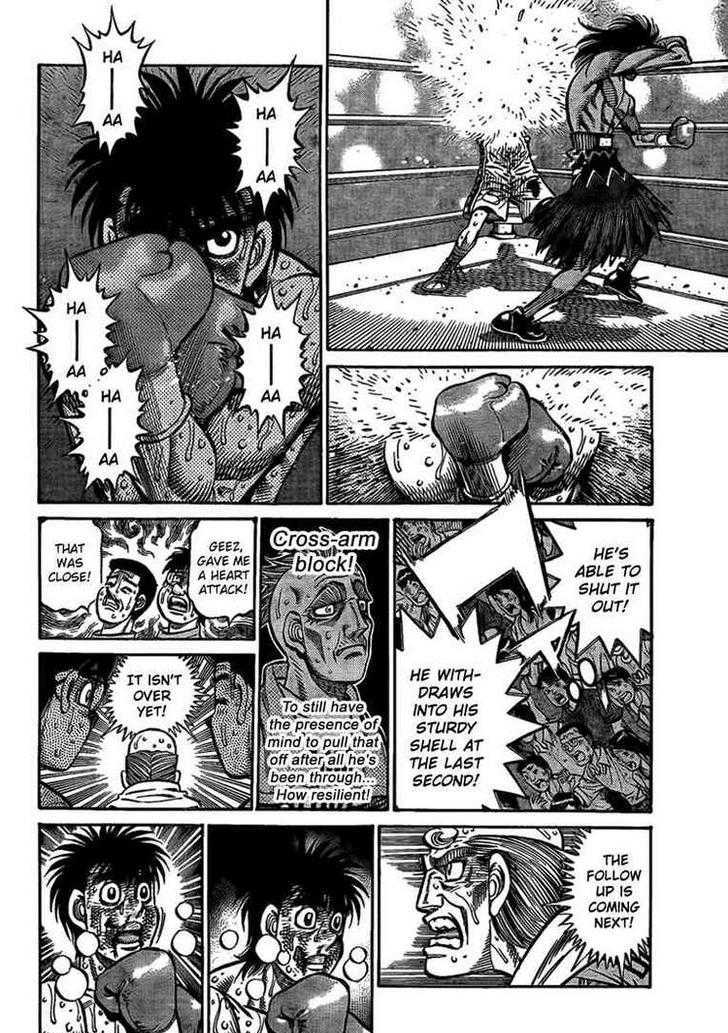 HA
—
AA
HA
—
AA
HA
—
AA
HA
—
AA
HA
—
AA
HE'S
ABLE TO
SHUT IT
OUT!
HE WITH-
DRAWS
INTO HIS
STURDY
SHELL AT
THE LAST
SECOND!
Cross-arm
block!
To still have
the presence of
mind to pull that
off after all he's
been through...
How resilient!
GEEZ,
GAVE ME
A HEART
ATTACK!
THAT
WAS
CLOSE!
IT ISN'T
OVER
YET!
THE
FOLLOW
UP IS
COMING
NEXT!